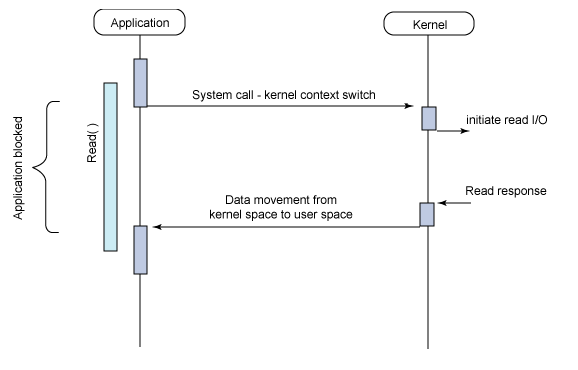 Application
Kernel
System call - kernel context switch
initiate read I/O
Application blocked
Read( )
Read response
Data movement from
kernel space to user space